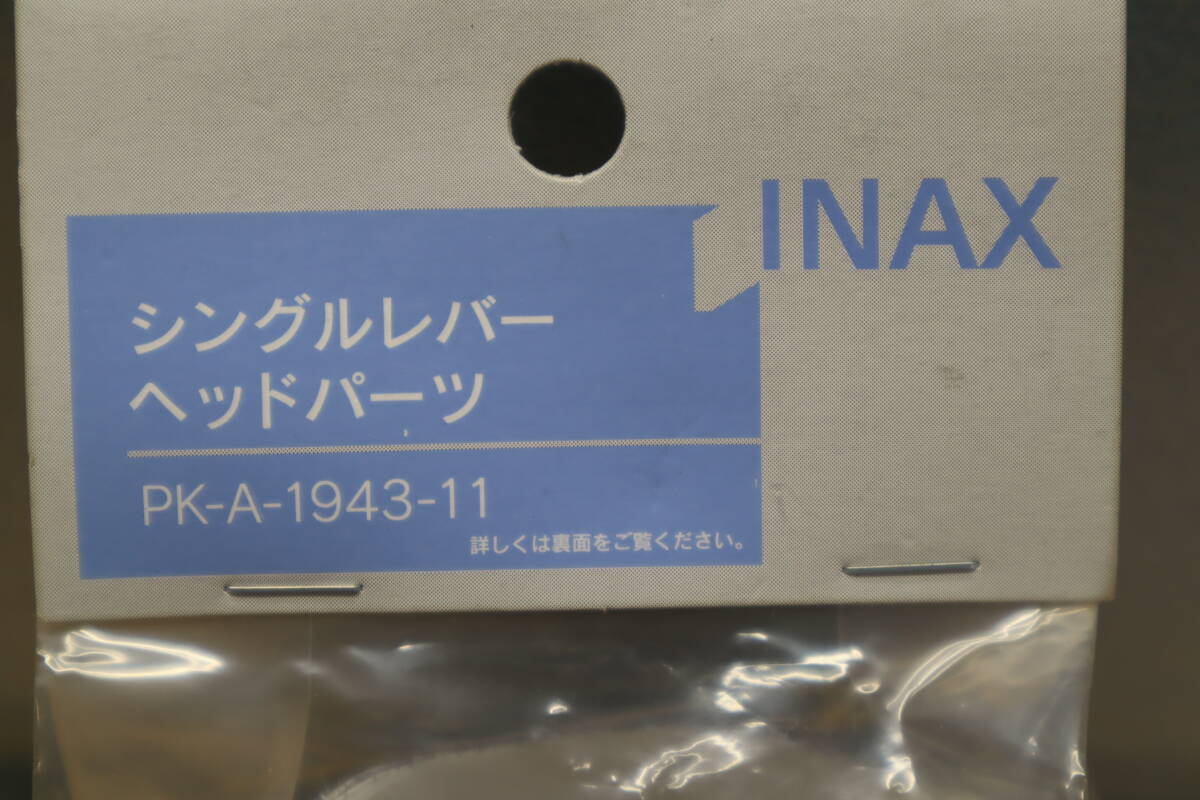 INAX
シングルレバー
ヘッドパーツ
PK-A-1943-11
詳しくは裏面をご覧ください。